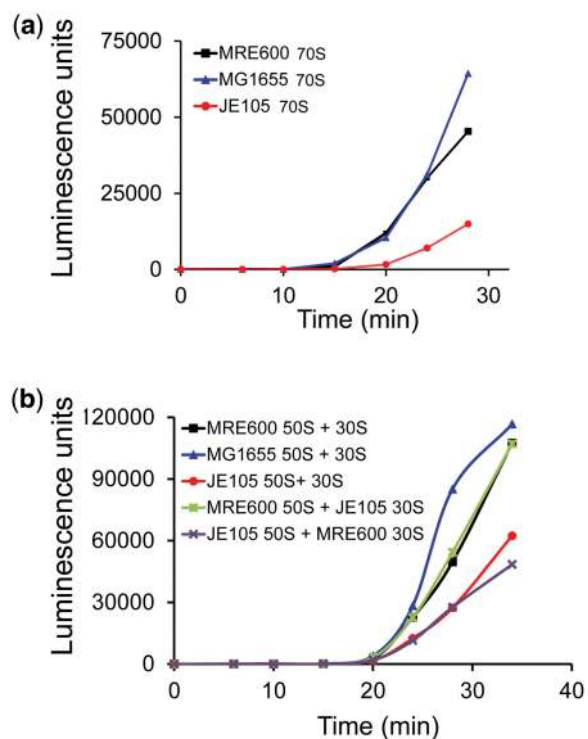 (a)
75000
50000
25000
0
Luminescence units
MRE600 70S
MG1655 70S
JE105 70S
0 10 20 30
Time (min)
(b)
120000
90000
60000
30000
0
Luminescence units
MRE600 50S + 30S
MG1655 50S + 30S
JE105 50S+ 30S
MRE600 50S + JE105 30S
JE105 50S + MRE600 30S
0 10 20 30 40
Time (min)